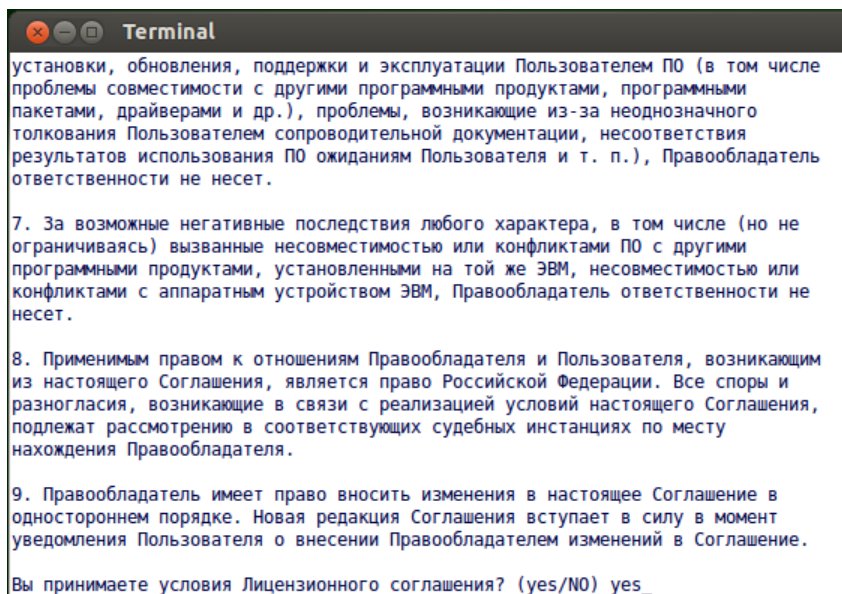 Terminal
установки, обновления, поддержки и эксплуатации Пользователем ПО (в том числе
проблемы совместимости с другими программными продуктами, программными
пакетами, драйверами и др.), проблемы, возникающие из-за неоднозначного
толкования Пользователем сопроводительной документации, несоответствия
результатов использования ПО ожиданиям Пользователя и т. п.), Правообладатель
ответственности не несет.
7. За возможные негативные последствия любого характера, в том числе (но не
ограничиваясь) вызванные несовместимостью или конфликтами ПО с другими
программными продуктами, установленными на той же ЭВМ, несовместимостью или
конфликтами с аппаратным устройством ЭВМ, Правообладатель ответственности не
несет.
8. Применимым правом к отношениям Правообладателя и Пользователя, возникающим
из настоящего Соглашения, является право Российской Федерации. Все споры и
разногласия, возникающие в связи с реализацией условий настоящего Соглашения,
подлежат рассмотрению в соответствующих судебных инстанциях по месту
нахождения Правообладателя.
9. Правообладатель имеет право вносить изменения в настоящее Соглашение в
одностороннем порядке. Новая редакция Соглашения вступает в силу в момент
уведомления Пользователя о внесении Правообладателем изменений в Соглашение.
Вы принимаете условия Лицензионного соглашения? (yes/NO) yes_